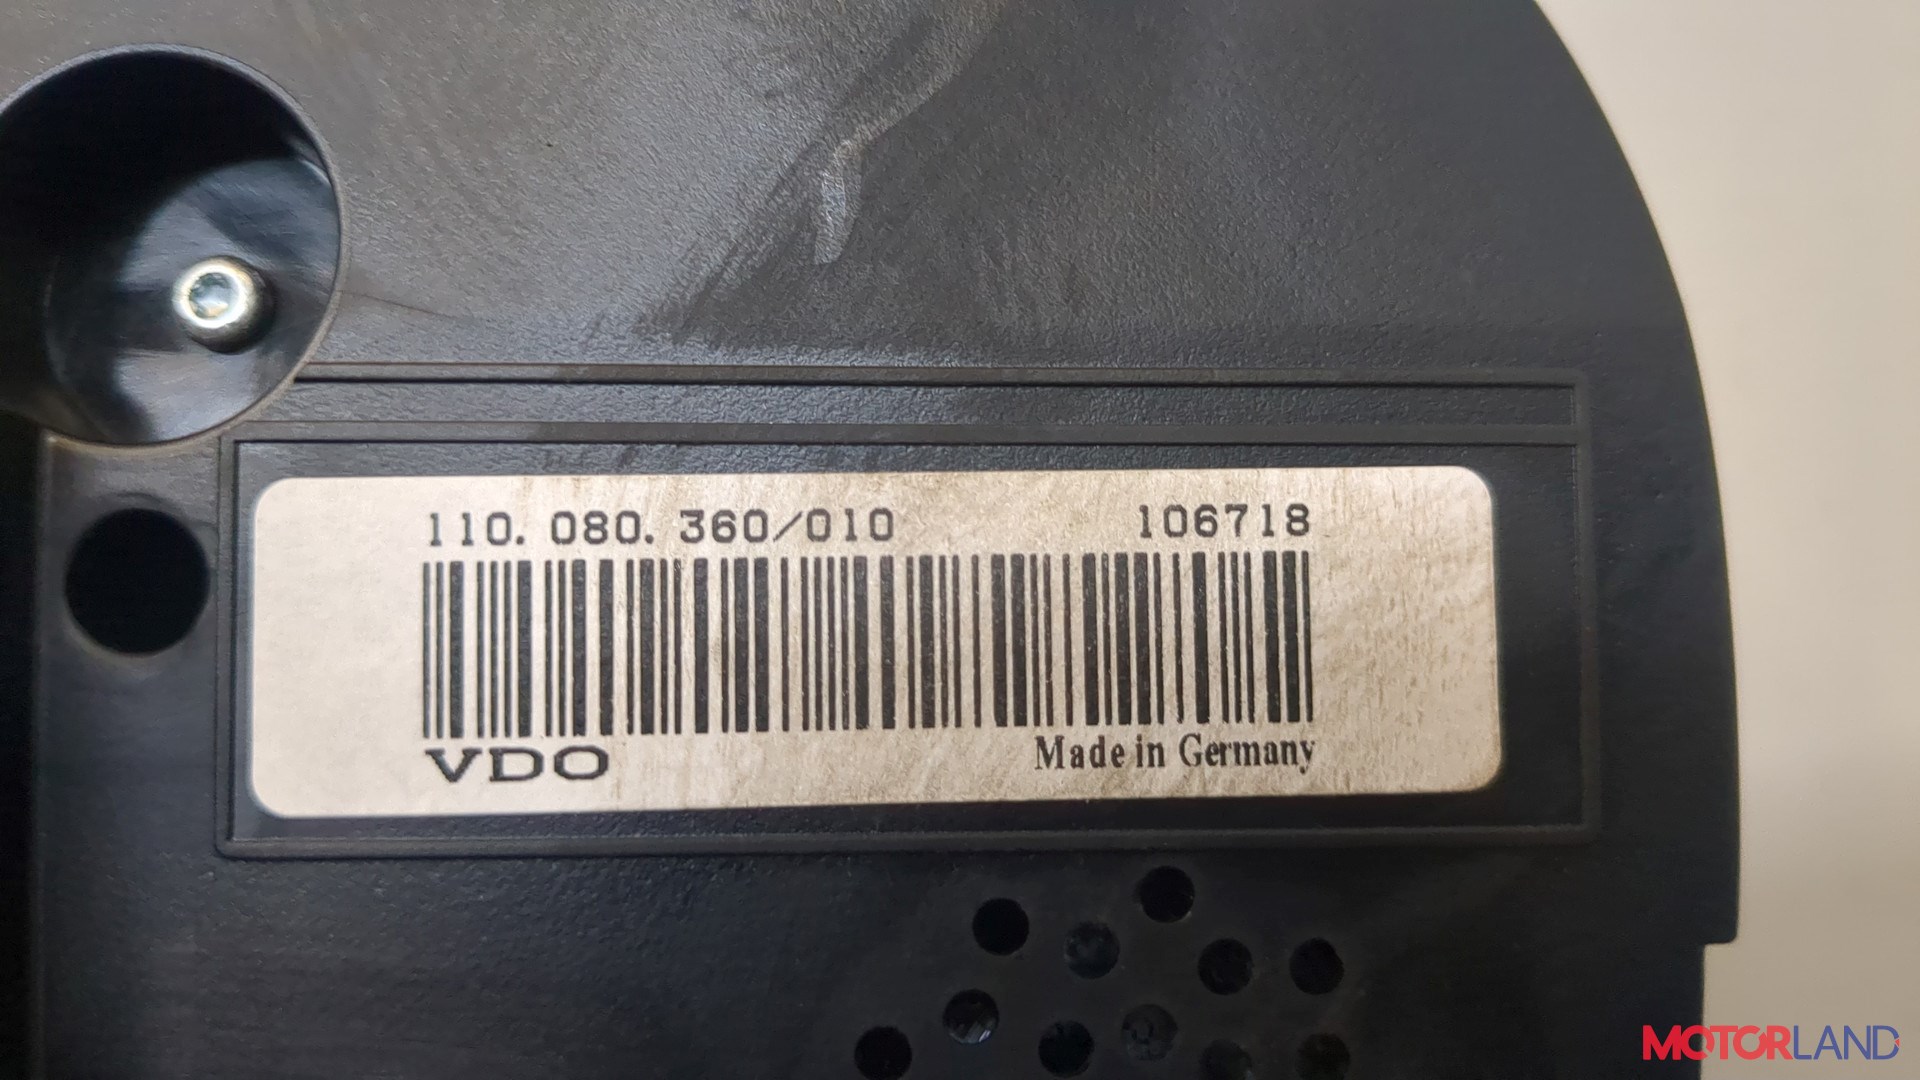 110.080.360/010 106718
VDO Made in Germany
MOTORLAND